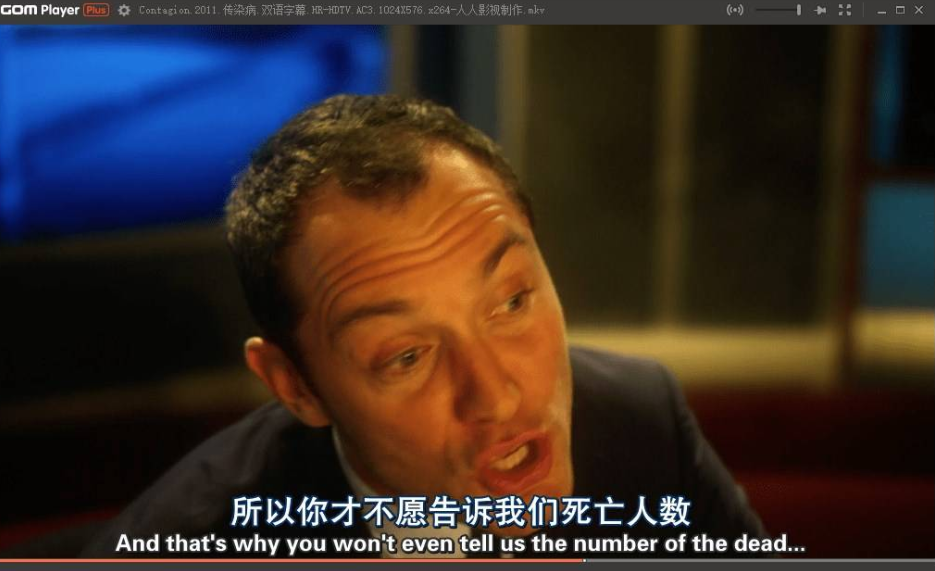 GOM Player Plus Contagion.2011.传染病.双语字幕.HR-HDTV.AC3.1024X576.x264-人人影视制作.mkv
所以你才不愿告诉我们死亡人数
And that's why you won't even tell us the number of the dead...